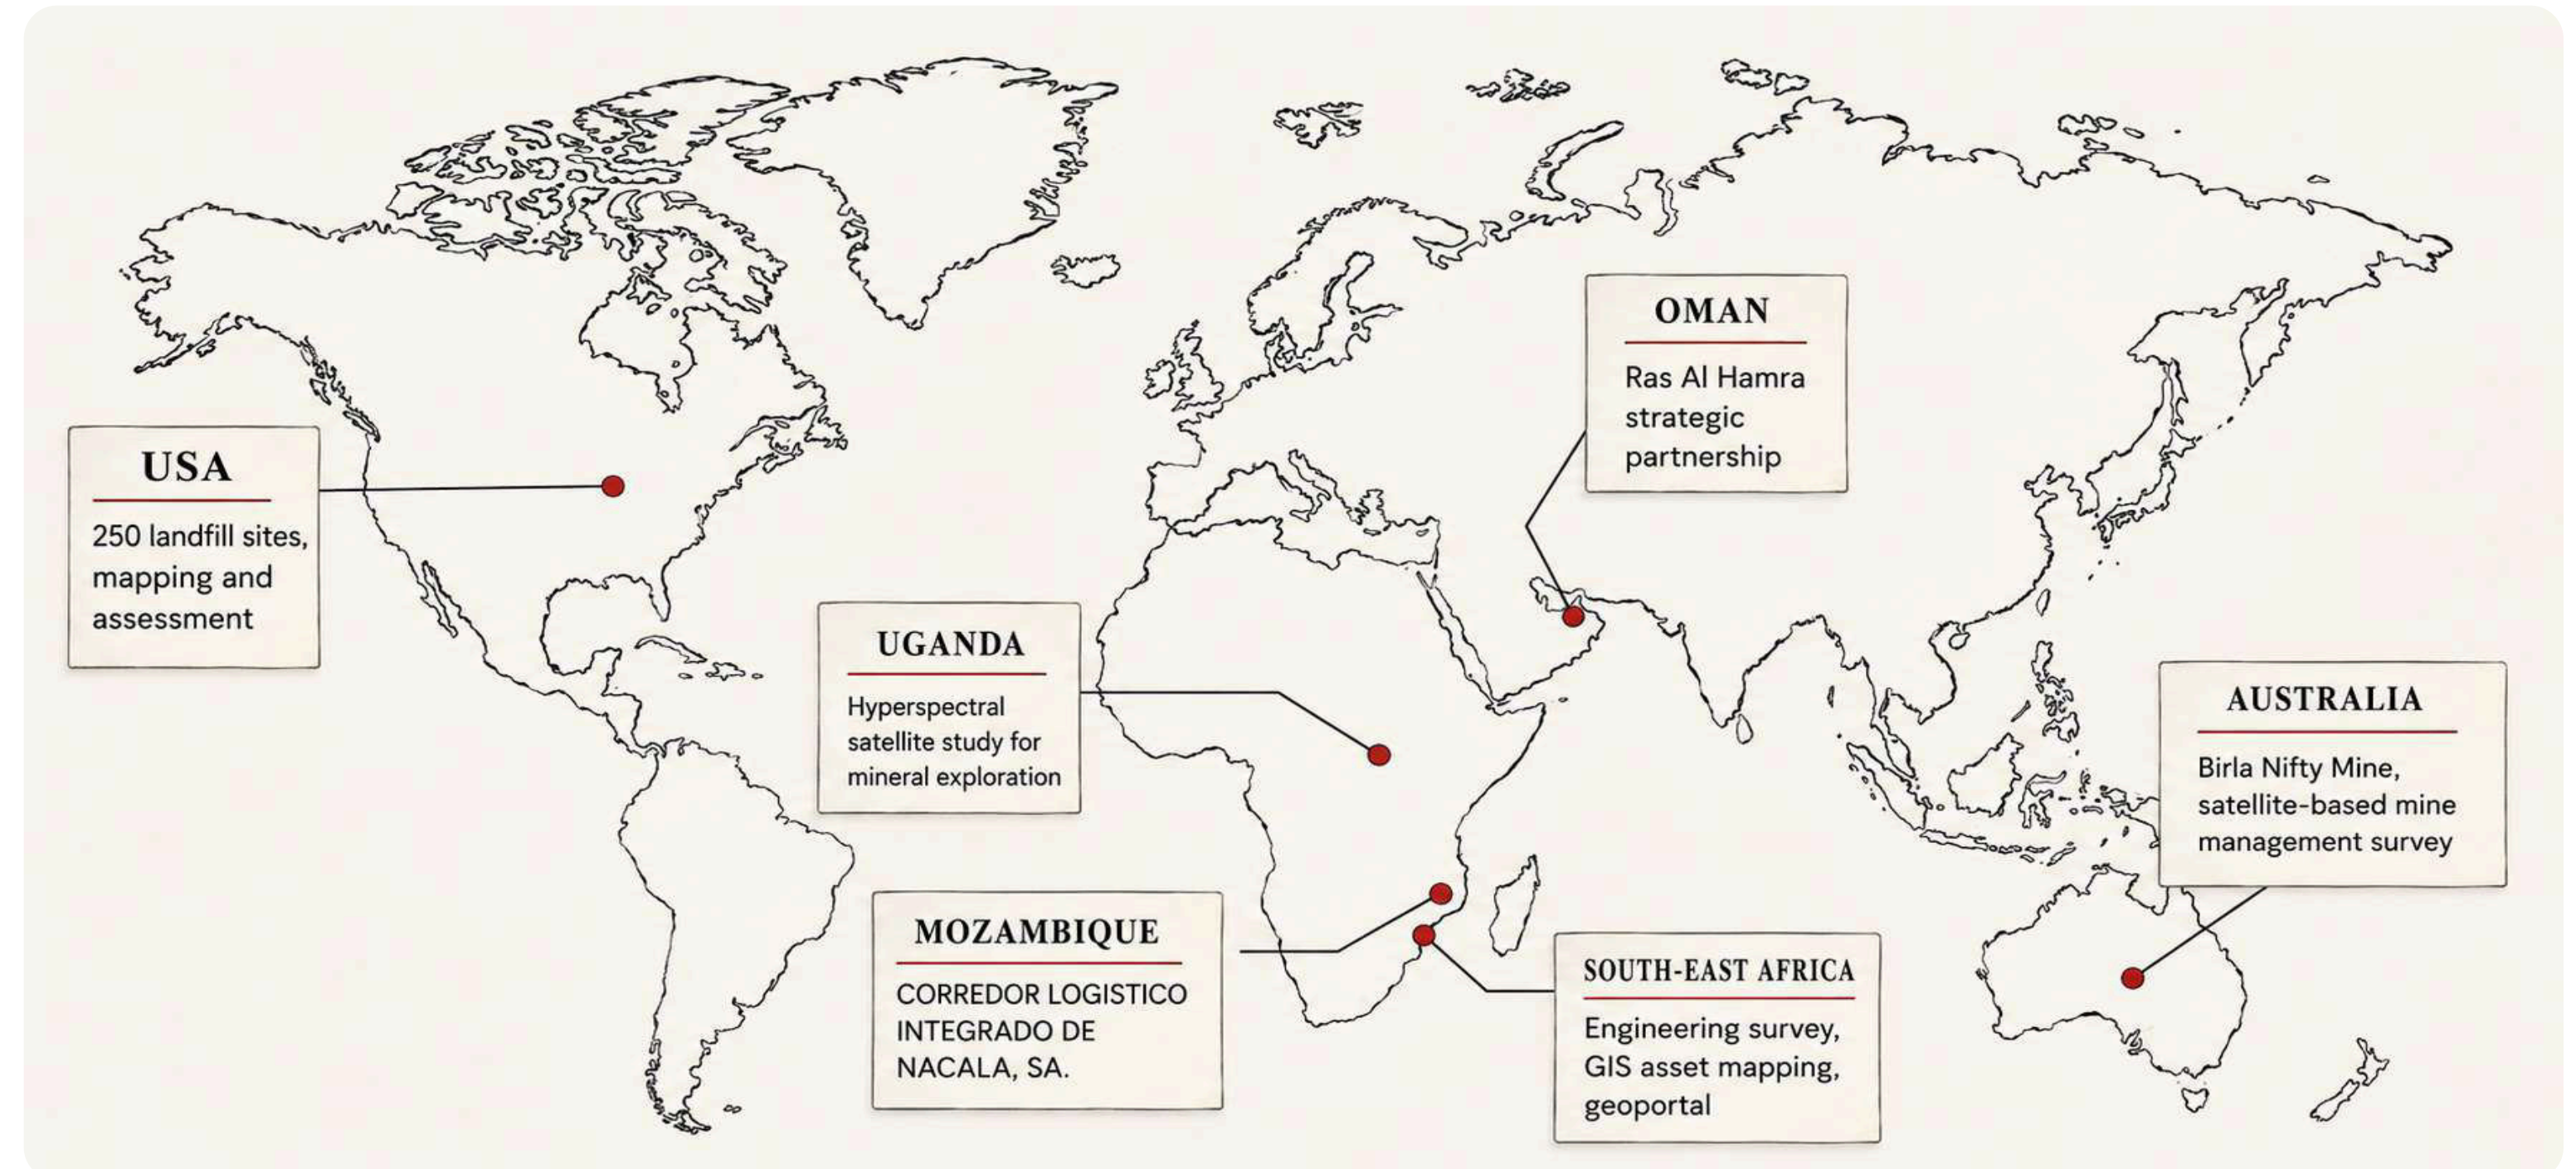 USA
250 landfill sites,
mapping and
assessment
OMAN
Ras Al Hamra
strategic
partnership
UGANDA
Hyperspectral
satellite study for
mineral exploration
AUSTRALIA
Birla Nifty Mine,
satellite-based mine
management survey
MOZAMBIQUE
CORREDOR LOGISTICO
INTEGRADO DE
NACALA, SA.
SOUTH-EAST AFRICA
Engineering survey,
GIS asset mapping,
geoportal